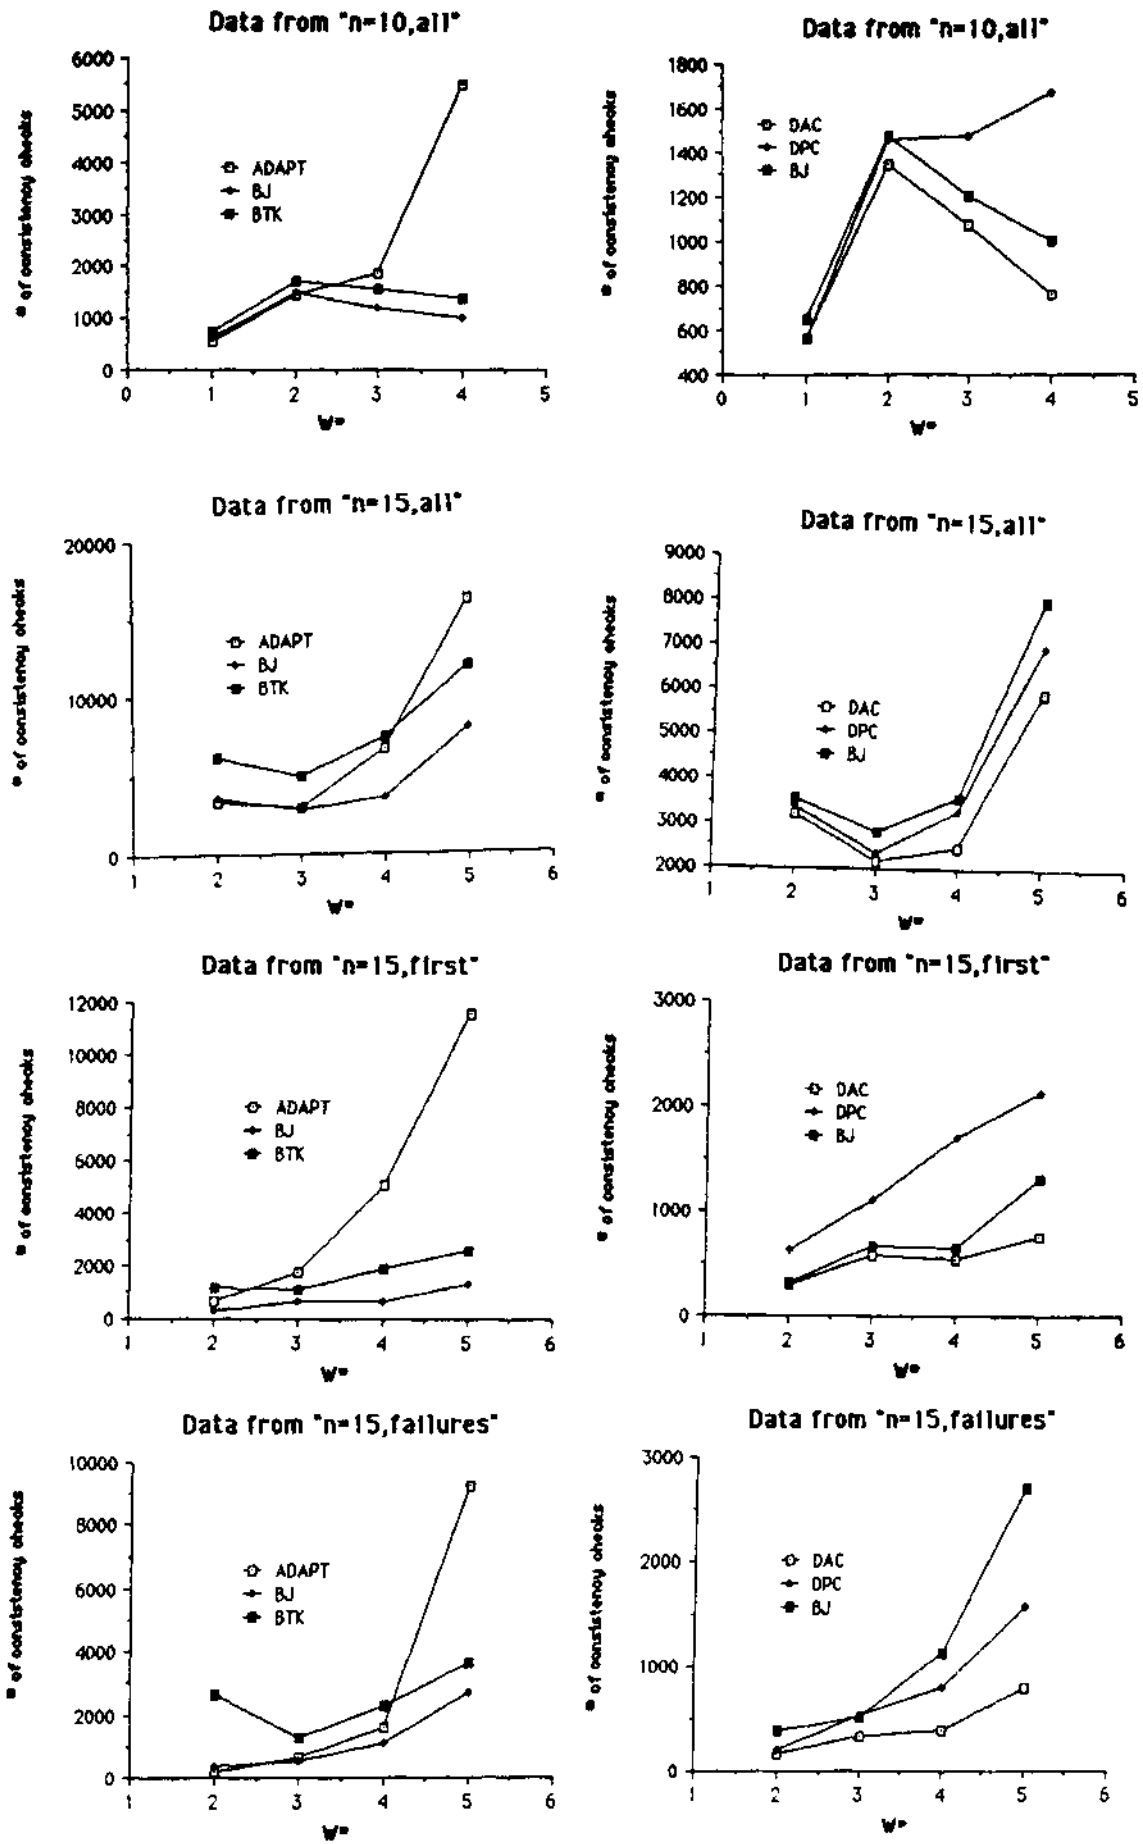 Data from "n=10,all"
# of consistency checks
6000
5000
4000
3000
2000
1000
0
ADAPT
BJ
BTK
0 1 2 3 4 5
W*
Data from "n=10,all"
# of consistency checks
1800
1600
1400
1200
1000
800
600
400
DAC
DPC
BJ
0 1 2 3 4 5
W*
Data from "n=15,all"
# of consistency checks
20000
10000
0
ADAPT
BJ
BTK
1 2 3 4 5 6
W*
Data from "n=15,all"
# of consistency checks
9000
8000
7000
6000
5000
4000
3000
2000
DAC
DPC
BJ
1 2 3 4 5 6
W*
Data from "n=15,first"
# of consistency checks
12000
10000
8000
6000
4000
2000
0
ADAPT
BJ
BTK
1 2 3 4 5 6
W*
Data from "n=15,first"
# of consistency checks
3000
2000
1000
0
DAC
DPC
BJ
1 2 3 4 5 6
W*
Data from "n=15,failures"
# of consistency checks
10000
8000
6000
4000
2000
0
ADAPT
BJ
BTK
1 2 3 4 5 6
W*
Data from "n=15,failures"
# of consistency checks
3000
2000
1000
0
DAC
DPC
BJ
1 2 3 4 5 6
W*